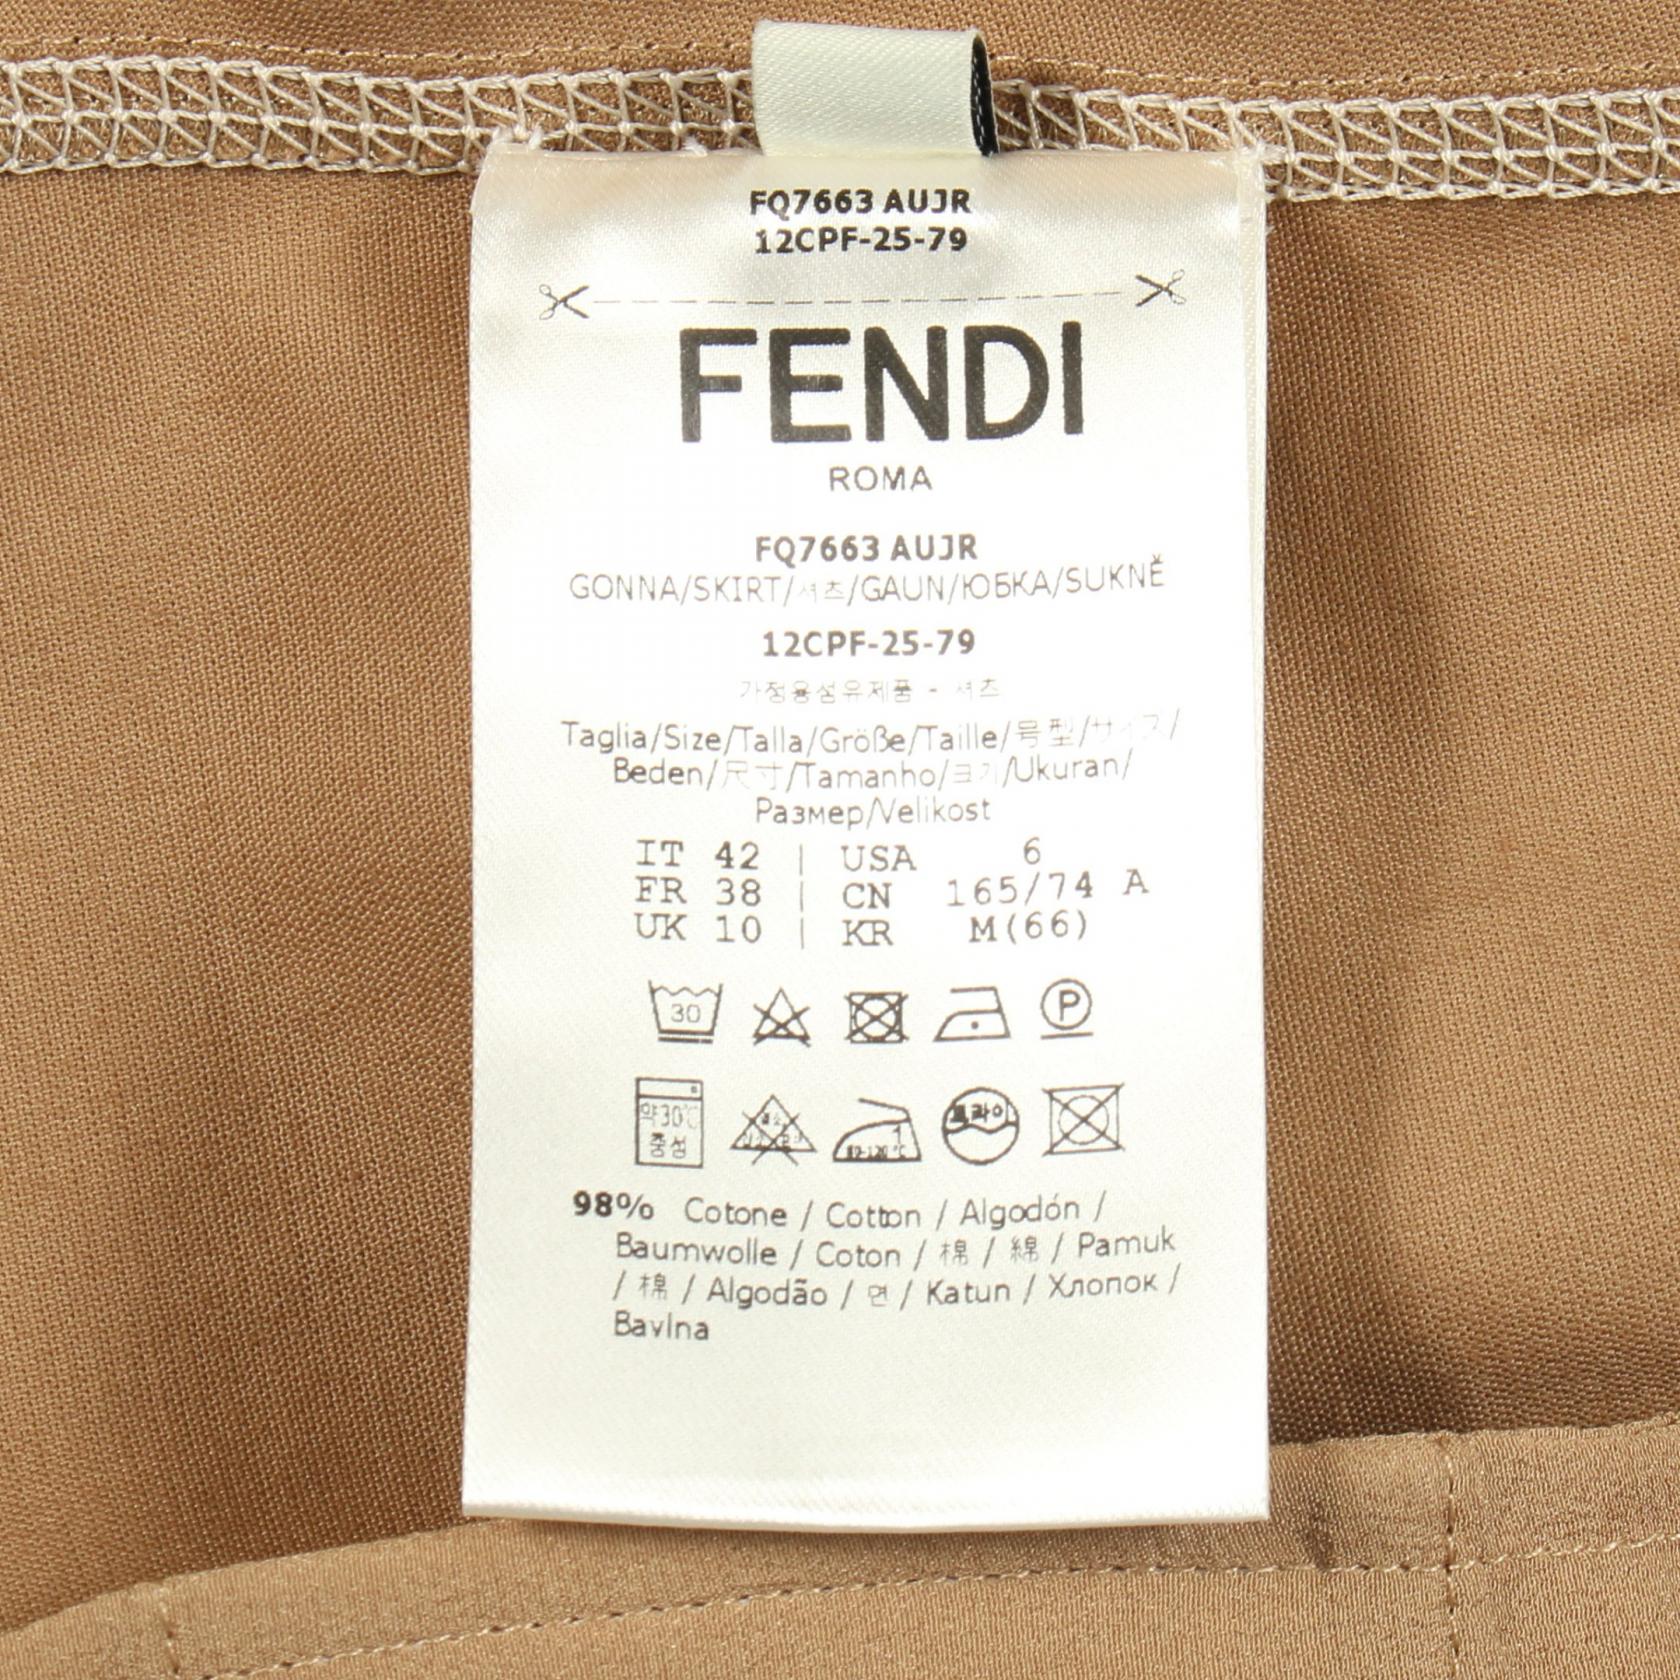 FQ7663 AUJR
12CPF-25-79
FENDI
ROMA
FQ7663 AUJR
GONNA/SKIRT/셔츠/GAUN/ЮБКА/SUKNĚ
12CPF-25-79
가정용섬유제품 - 셔츠
Taglia/Size/Talla/Größe/Taille/号型/サイズ/
Beden/尺寸/Tamanho/크기/Ukuran/
Размер/Velikost
IT 42 | USA 6
FR 38 | CN 165/74 A
UK 10 | KR M(66)
30 P
약30℃ 80-120°C 드라이
중성
98% Cotone / Cotton / Algodón /
Baumwolle / Coton / 棉 / 綿 / Pamuk
/ 棉 / Algodão / 면 / Katun / Хлопок /
Bavlna